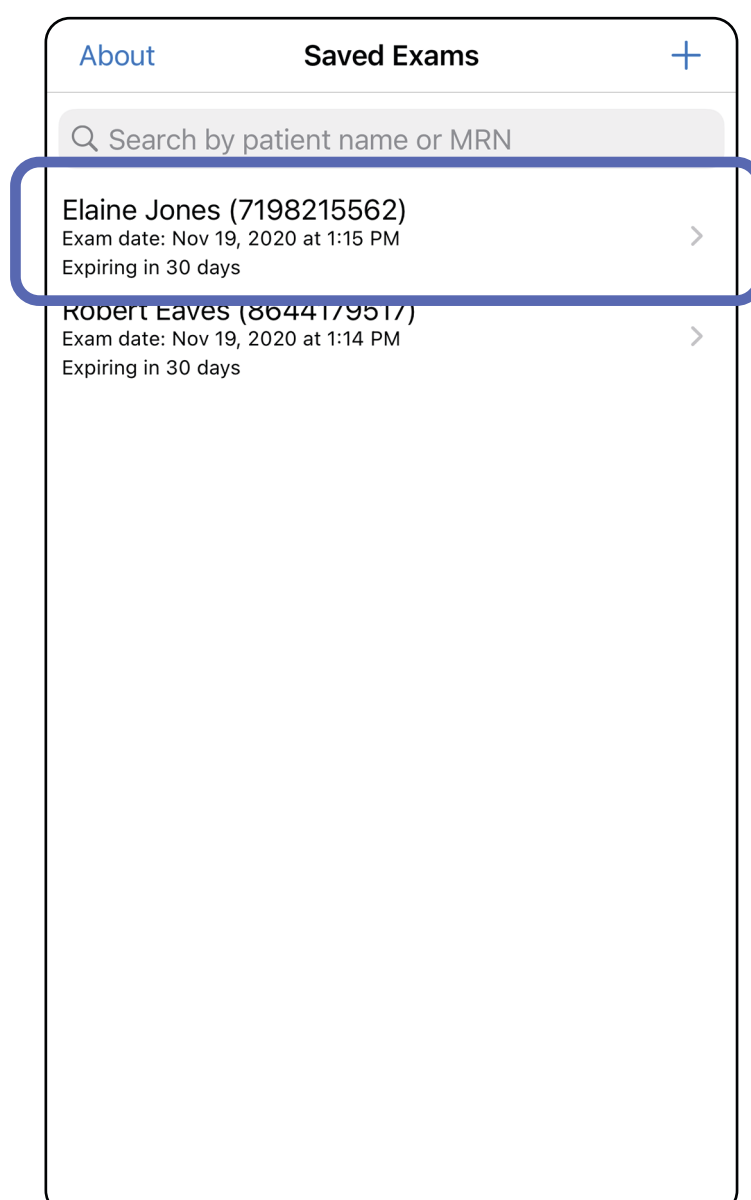 About
Saved Exams
+
Search by patient name or MRN
Elaine Jones (7198215562)
Exam date: Nov 19, 2020 at 1:15 PM
Expiring in 30 days
Robert Eaves (8644179517)
Exam date: Nov 19, 2020 at 1:14 PM
Expiring in 30 days